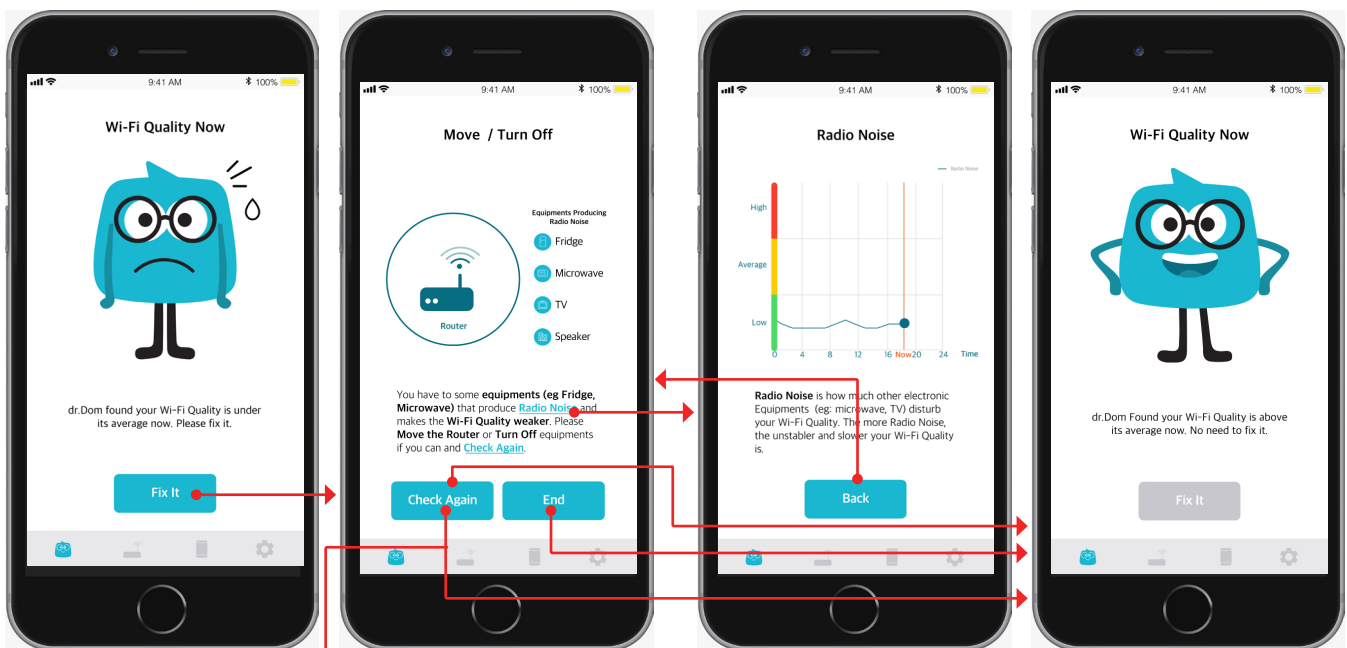 9:41 AM
100%
Wi-Fi Quality Now
dr.Dom found your Wi-Fi Quality is under
its average now. Please fix it.
Fix It
9:41 AM
100%
Move / Turn Off
Equipments Producing
Radio Noise
Fridge
Microwave
TV
Speaker
Router
You have to some equipments (eg Fridge,
Microwave) that produce Radio Noise and
makes the Wi-Fi Quality weaker. Please
Move the Router or Turn Off equipments
if you can and Check Again.
Check Again
End
9:41 AM
100%
Radio Noise
Radio Noise
High
Average
Low
0 4 8 12 16 Now 20 24 Time
Radio Noise is how much other electronic
Equipments (eg: microwave, TV) disturb
your Wi-Fi Quality. The more Radio Noise,
the unstabler and slower your Wi-Fi Quality
is.
Back
9:41 AM
100%
Wi-Fi Quality Now
dr.Dom Found your Wi-Fi Quality is above
its average now. No need to fix it.
Fix It